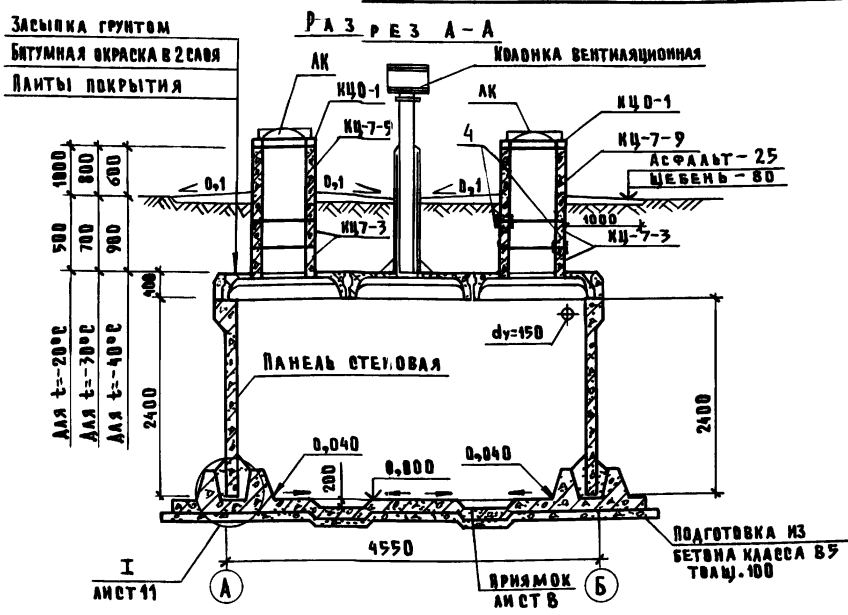 РАЗРЕЗ А-А
ЗАСЫПКА ГРУНТОМ
БИТУМНАЯ ОКРАСКА В 2 СЛОЯ
ПЛИТЫ ПОКРЫТИЯ
ЛК
КЦО-1
КЦ-7-5
КОЛОНКА ВЕНТИЛЯЦИОННАЯ
ЛК
4
КЦО-1
КЦ-7-9
АСФАЛЬТ-25
ЩЕБЕНЬ-80
1000 800 600
0,1
0,1
0,1
500 700 900
КЦ7-3
1000
КЦ-7-3
400
dy=150
ДЛЯ t=-20°С
ДЛЯ t=-30°С
ДЛЯ t=-40°С
ПАНЕЛЬ СТЕНОВАЯ
2400
2400
0,040
200
0,000
0,040
4550
I
ЛИСТ 11
А
ПРИЯМОК
ЛИСТ 8
Б
ПОДГОТОВКА ИЗ
БЕТОНА КЛАССА В5
ТОЛЩ.100